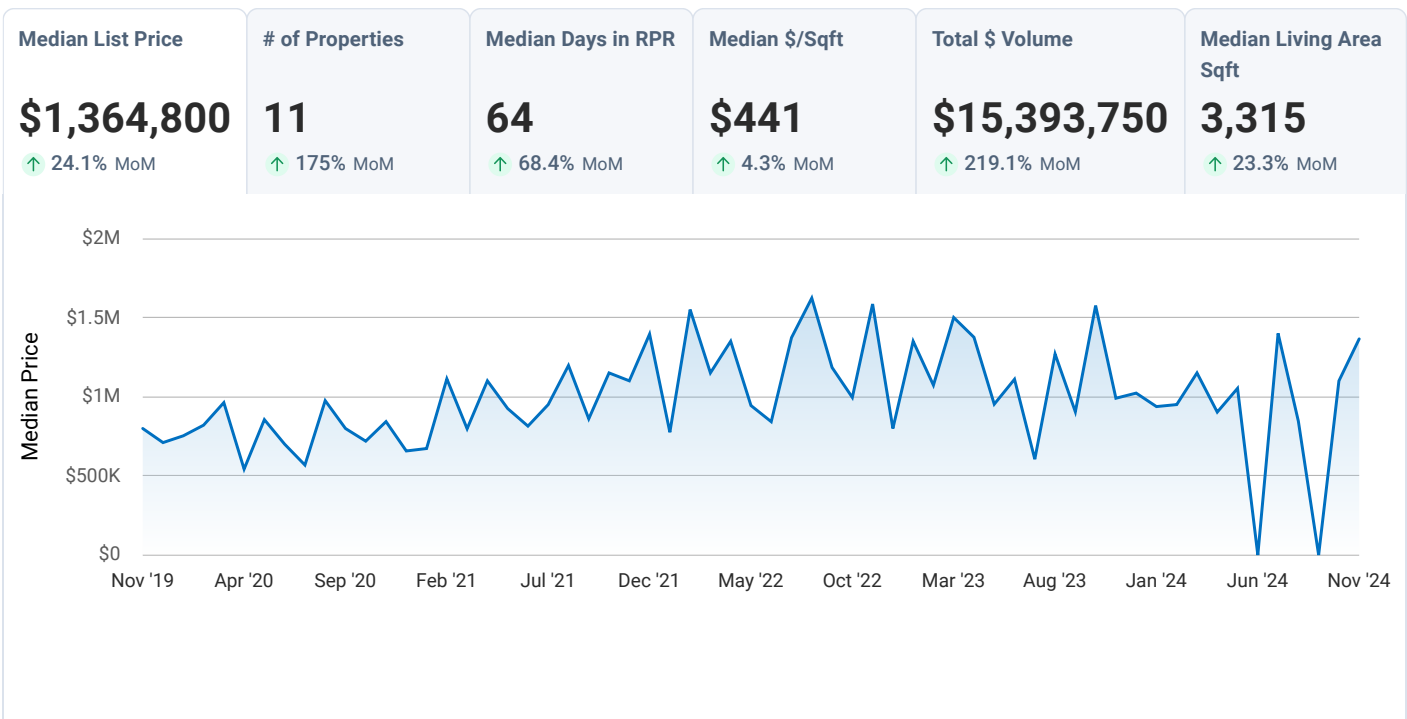 Median List Price
$1,364,800
24.1% MoM
# of Properties
11
175% MoM
Median Days in RPR
64
68.4% MoM
Median $/Sqft
$441
4.3% MoM
Total $ Volume
$15,393,750
219.1% MoM
Median Living Area
Sqft
3,315
23.3% MoM
Median Price
$2M
$1.5M
$1M
$500K
$0
Nov '19
Apr '20
Sep '20
Feb '21
Jul '21
Dec '21
May '22
Oct '22
Mar '23
Aug '23
Jan '24
Jun '24
Nov '24